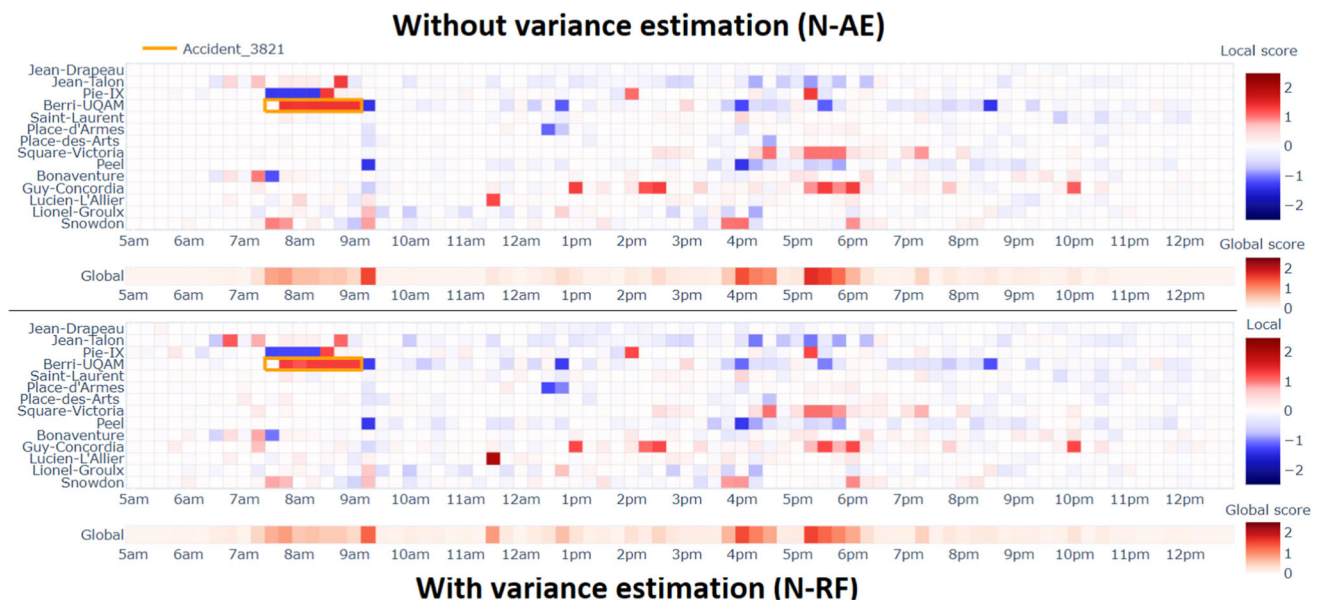 Without variance estimation (N-AE)
Accident_3821
Local score
Jean-Drapeau
Jean-Talon
Pie-IX
Berri-UQAM
Saint-Laurent
Place-d'Armes
Place-des-Arts
Square-Victoria
Peel
Bonaventure
Guy-Concordia
Lucien-L'Allier
Lionel-Groulx
Snowdon
2
1
0
−1
−2
5am 6am 7am 8am 9am 10am 11am 12am 1pm 2pm 3pm 4pm 5pm 6pm 7pm 8pm 9pm 10pm 11pm 12pm
Global score
Global
2
1
0
5am 6am 7am 8am 9am 10am 11am 12am 1pm 2pm 3pm 4pm 5pm 6pm 7pm 8pm 9pm 10pm 11pm 12pm
Local
Jean-Drapeau
Jean-Talon
Pie-IX
Berri-UQAM
Saint-Laurent
Place-d'Armes
Place-des-Arts
Square-Victoria
Peel
Bonaventure
Guy-Concordia
Lucien-L'Allier
Lionel-Groulx
Snowdon
2
1
0
−1
−2
5am 6am 7am 8am 9am 10am 11am 12am 1pm 2pm 3pm 4pm 5pm 6pm 7pm 8pm 9pm 10pm 11pm 12pm
Global score
Global
2
1
0
5am 6am 7am 8am 9am 10am 11am 12am 1pm 2pm 3pm 4pm 5pm 6pm 7pm 8pm 9pm 10pm 11pm 12pm
With variance estimation (N-RF)